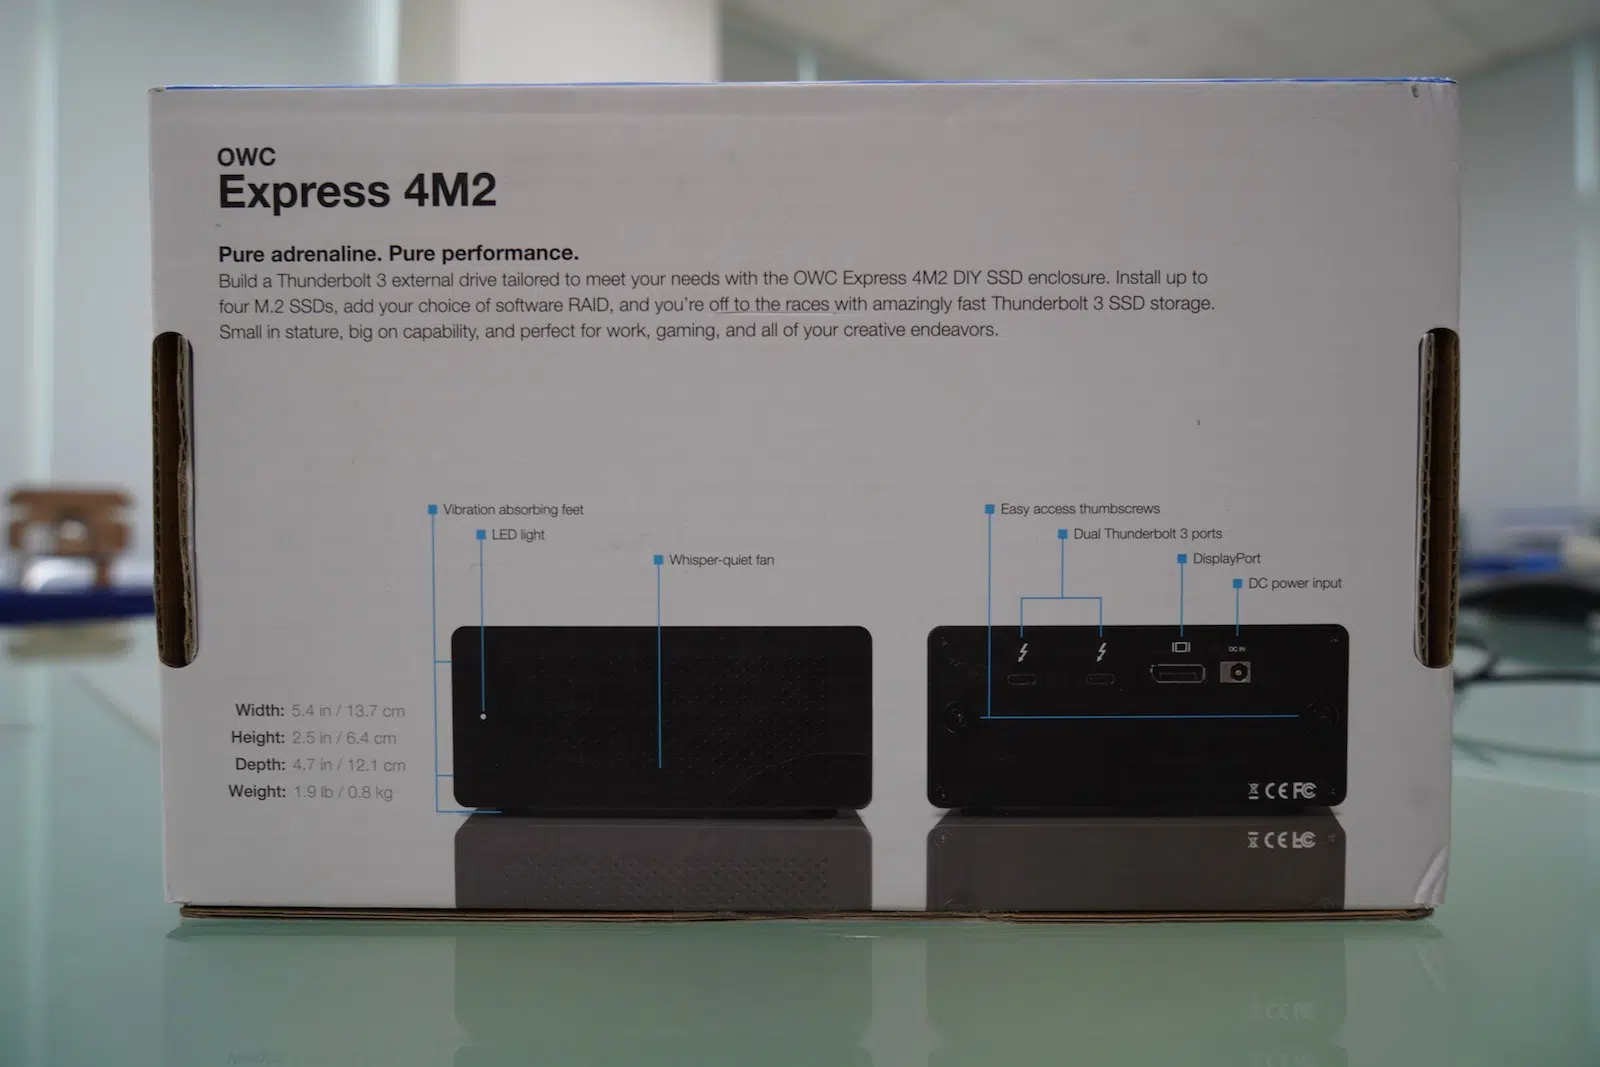 OWC
Express 4M2
Pure adrenaline. Pure performance.
Build a Thunderbolt 3 external drive tailored to meet your needs with the OWC Express 4M2 DIY SSD enclosure. Install up to
four M.2 SSDs, add your choice of software RAID, and you're off to the races with amazingly fast Thunderbolt 3 SSD storage.
Small in stature, big on capability, and perfect for work, gaming, and all of your creative endeavors.
Vibration absorbing feet
LED light
Whisper-quiet fan
Easy access thumbscrews
Dual Thunderbolt 3 ports
DisplayPort
DC power input
DC IN
Width: 5.4 in / 13.7 cm
Height: 2.5 in / 6.4 cm
Depth: 4.7 in / 12.1 cm
Weight: 1.9 lb / 0.8 kg
CE FC